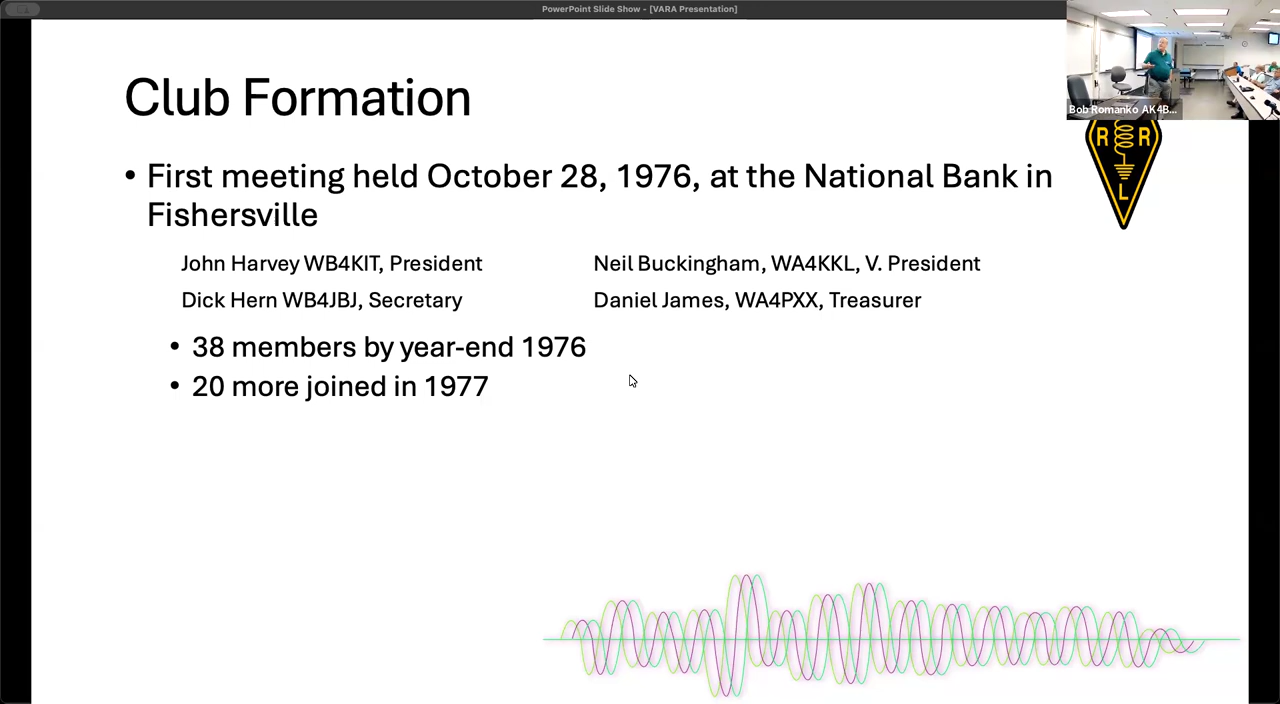 PowerPoint Slide Show - [VARA Presentation]
Club Formation
Bob Romanko AK4B...
• First meeting held October 28, 1976, at the National Bank in
Fishersville
R R
L
John Harvey WB4KIT, President
Neil Buckingham, WA4KKL, V. President
Dick Hern WB4JBJ, Secretary
Daniel James, WA4PXX, Treasurer
• 38 members by year-end 1976
• 20 more joined in 1977